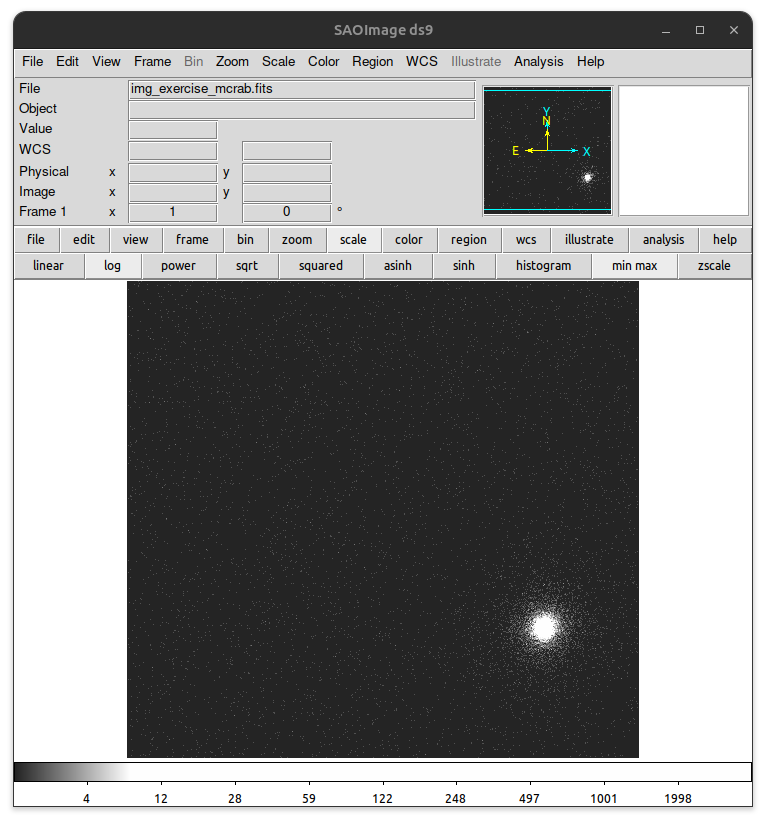 SAOImage ds9
File Edit View Frame Bin Zoom Scale Color Region WCS Illustrate Analysis Help
File img_exercise_mcrab.fits
Object
Value
WCS
Physical x y
Image x y
Frame 1 x 1 0 °
Y
N
E X
file edit view frame bin zoom scale color region wcs illustrate analysis help
linear log power sqrt squared asinh sinh histogram min max zscale
4 12 28 59 122 248 497 1001 1998